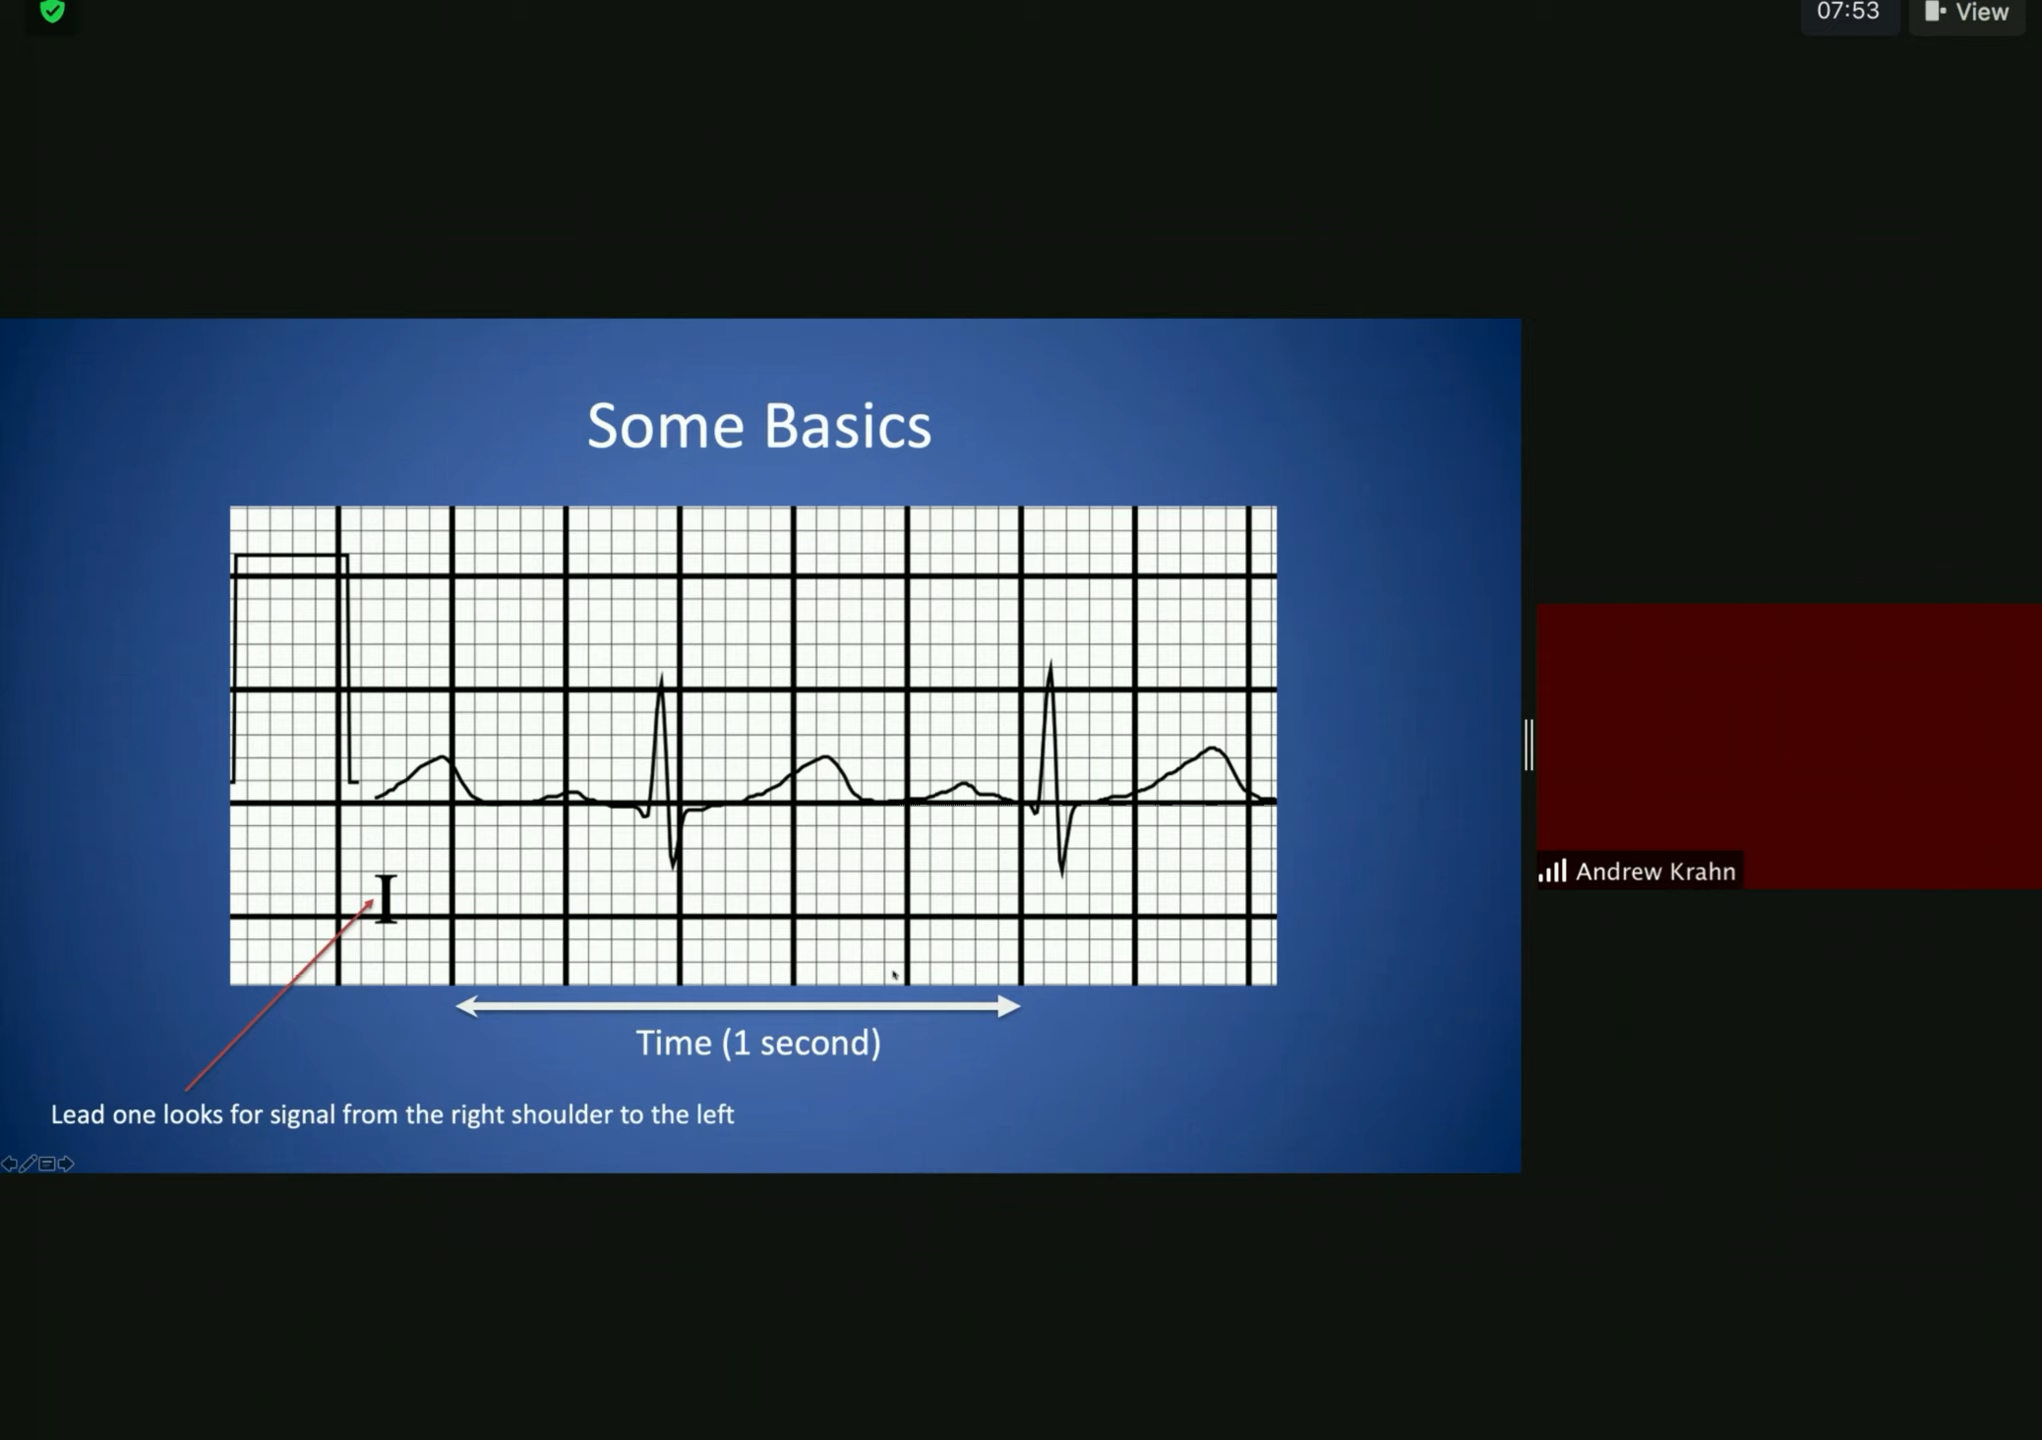 07:53
View
Some Basics
I
Time (1 second)
Lead one looks for signal from the right shoulder to the left
Andrew Krahn